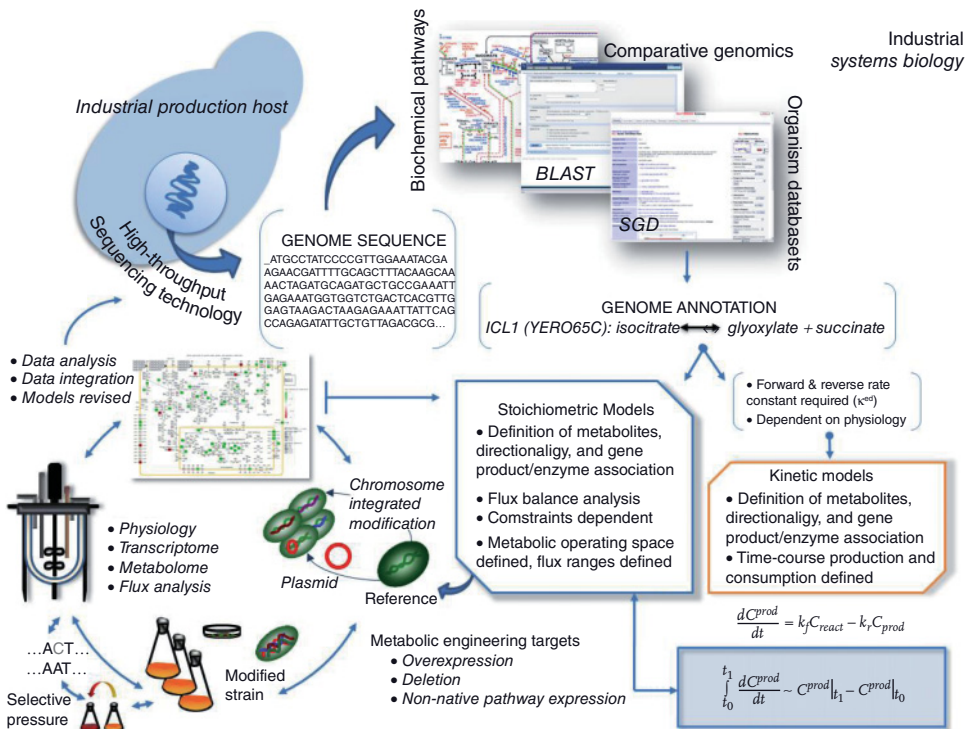 Industrial
systems biology
Biochemical pathways
Comparative genomics
Organism databasets
BLAST
SGD
Industrial production host
High-throughput
Sequencing technology
GENOME SEQUENCE
_ATGCCTATCCCCGTTGGAAATACGA
AGAACGATTTTGCAGCTTTACAAGCAA
AACTAGATGCAGATGCTGCCGAAATT
GAGAAATGGTGGTCTGACTCACGTTG
GAGTAAGACTAAGAGAAATTATTCAG
CCAGAGATATTGCTGTTAGACGCG...
GENOME ANNOTATION
ICL1 (YERO65C): isocitrate glyoxylate + succinate
• Data analysis
• Data integration
• Models revised
• Forward & reverse rate
constant required (κᵉᵈ)
• Dependent on physiology
Stoichiometric Models
• Definition of metabolites,
directionaligy, and gene
product/enzyme association
• Flux balance analysis
• Comstraints dependent
• Metabolic operating space
defined, flux ranges defined
Kinetic models
• Definition of metabolites,
directionaligy, and gene
product/enzyme association
• Time-course production and
consumption defined
Chromosome
integrated
modification
Plasmid
Reference
• Physiology
• Transcriptome
• Metabolome
• Flux analysis
...ACT...
...AAT...
Selective
pressure
Modified
strain
Metabolic engineering targets
• Overexpression
• Deletion
• Non-native pathway expression
dC^prod/dt = k_f C_react − k_r C_prod
∫_{t_0}^{t_1} dC^prod/dt ~ C^prod|t_1 − C^prod|t_0